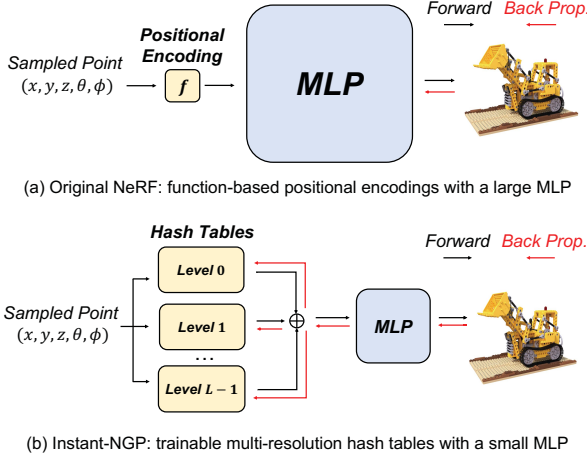 Forward Back Prop.
Positional Encoding
Sampled Point
(x, y, z, θ, ϕ)
f
MLP
(a) Original NeRF: function-based positional encodings with a large MLP
Hash Tables
Forward Back Prop.
Level 0
Sampled Point
(x, y, z, θ, ϕ)
Level 1
MLP
...
Level L − 1
(b) Instant-NGP: trainable multi-resolution hash tables with a small MLP